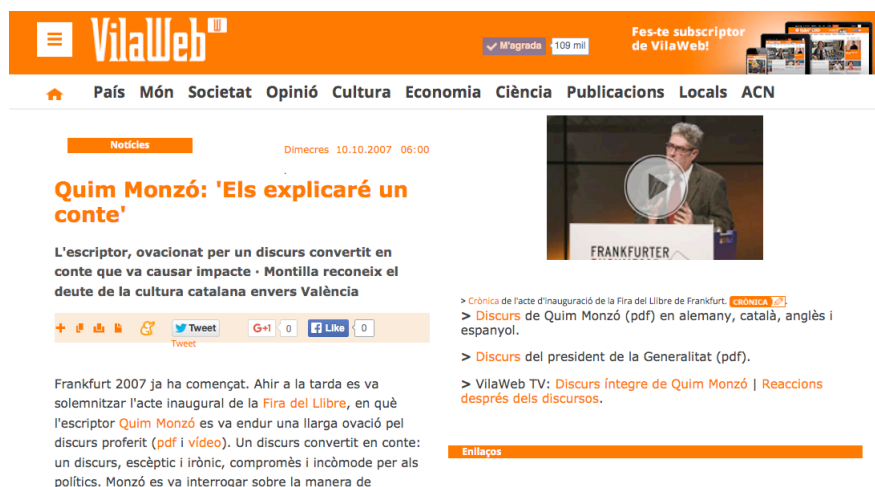 VilaWeb W
M'agrada 109 mil
Fes-te subscriptor
de VilaWeb!
País Món Societat Opinió Cultura Economia Ciència Publicacions Locals ACN
Notícies
Dimecres 10.10.2007 06:00
Quim Monzó: 'Els explicaré un
conte'
L'escriptor, ovacionat per un discurs convertit en
conte que va causar impacte · Montilla reconeix el
deute de la cultura catalana envers València
Tweet G+1 0 Like 0
Tweet
Frankfurt 2007 ja ha començat. Ahir a la tarda es va
solemnitzar l'acte inaugural de la Fira del Llibre, en què
l'escriptor Quim Monzó es va endur una llarga ovació pel
discurs proferit (pdf i vídeo). Un discurs convertit en conte:
un discurs, escèptic i irònic, compromès i incòmode per als
polítics. Monzó es va interrogar sobre la manera de
FRANKFURTER
> Crònica de l'acte d'inauguració de la Fira del Llibre de Frankfurt. CRÒNICA.
> Discurs de Quim Monzó (pdf) en alemany, català, anglès i
espanyol.
> Discurs del president de la Generalitat (pdf).
> VilaWeb TV: Discurs íntegre de Quim Monzó | Reaccions
després dels discursos.
Enllaços